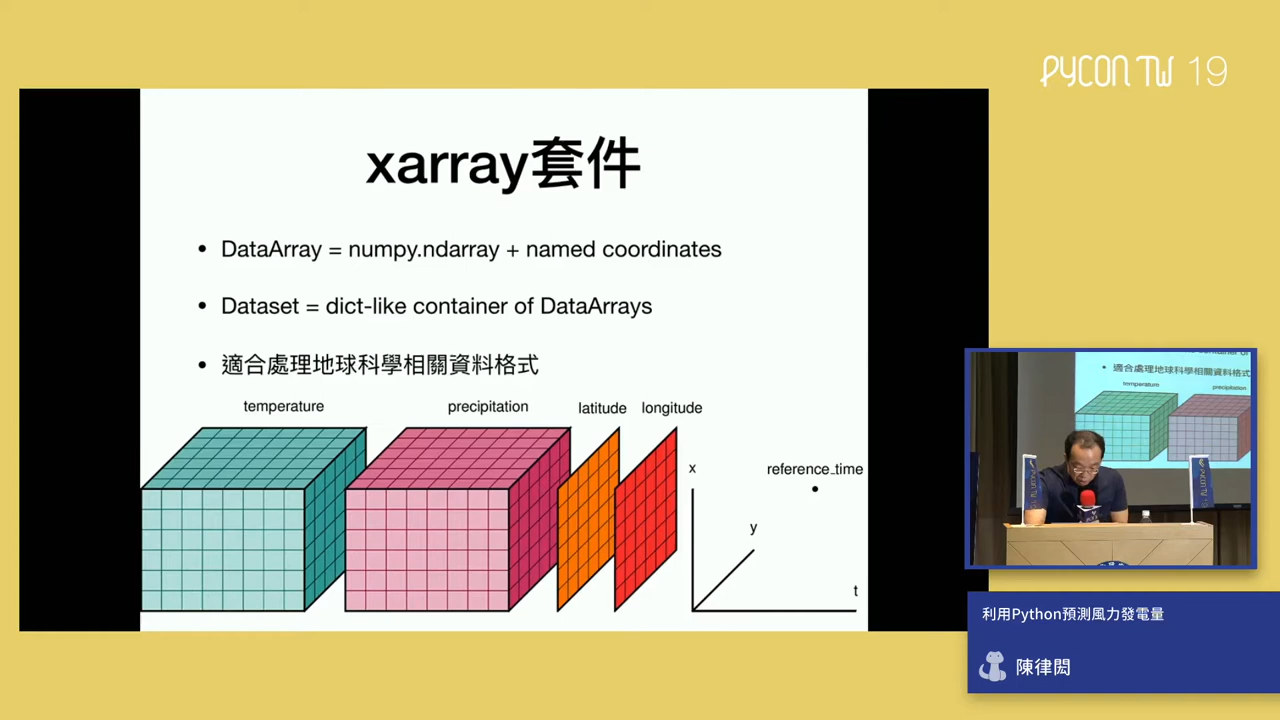 PYCON TW 19
xarray套件
• DataArray = numpy.ndarray + named coordinates
• Dataset = dict-like container of DataArrays
• 適合處理地球科學相關資料格式
temperature
precipitation
latitude
longitude
x
y
t
reference_time
適合處理地球科學相關資料格式
temperature
precipitation
利用Python預測風力發電量
陳律閎